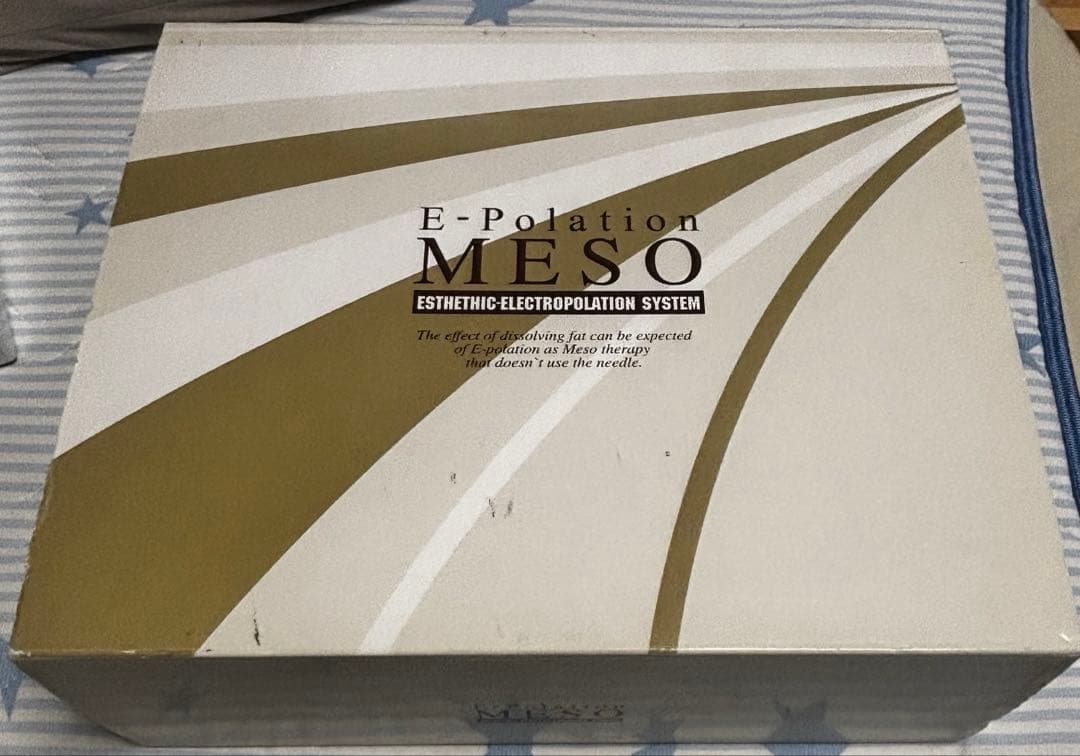 E-Polation
MESO
ESTHETHIC-ELECTROPOLATION SYSTEM
The effect of dissolving fat can be expected
of E-polation as Meso therapy
that doesn`t use the needle.
MESO